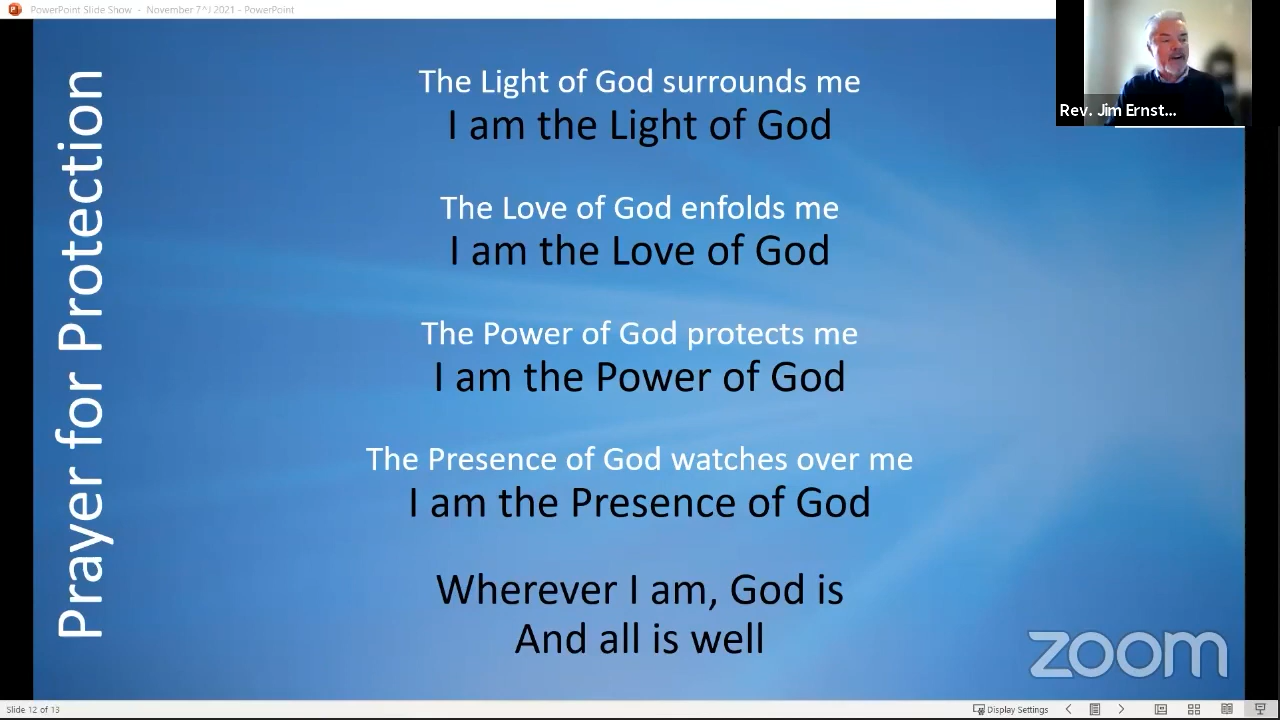 PowerPoint Slide Show - November 7^J 2021 - PowerPoint
Rev. Jim Ernst...
Prayer for Protection
The Light of God surrounds me
I am the Light of God
The Love of God enfolds me
I am the Love of God
The Power of God protects me
I am the Power of God
The Presence of God watches over me
I am the Presence of God
Wherever I am, God is
And all is well
zoom
Slide 12 of 13
Display Settings